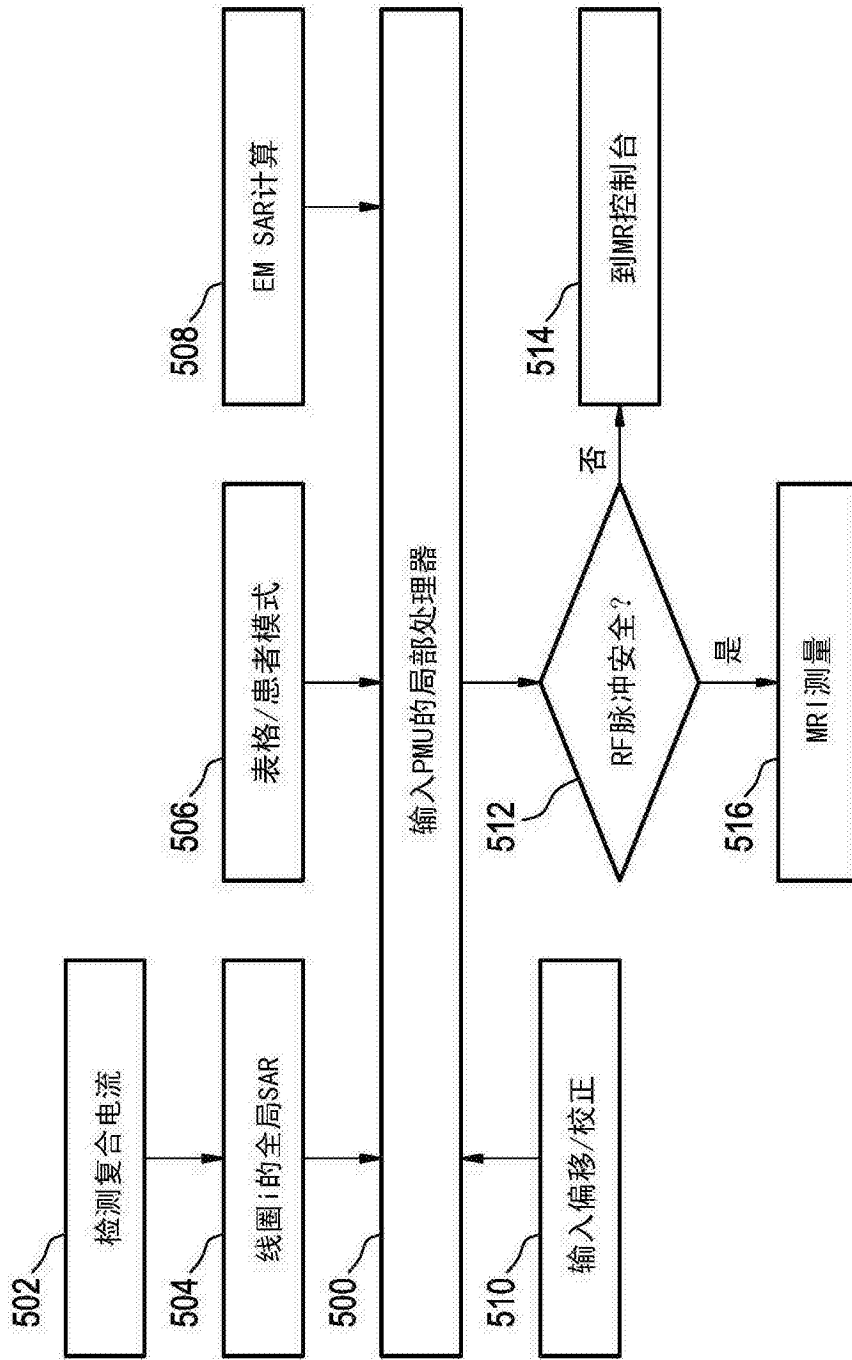 502
检测复合电流
504
线圈i的全局SAR
506
表格/患者模式
508
EM SAR计算
500
输入PMU的局部处理器
510
输入偏移/校正
512
RF脉冲安全?
否
514
到MR控制台
是
516
MRI测量